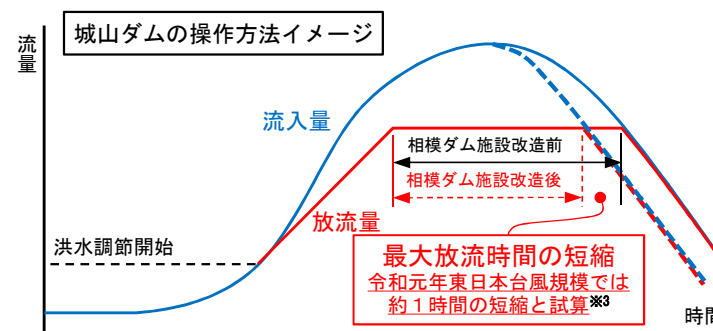 城山ダムの操作方法イメージ
流量
流入量
相模ダム施設改造前
相模ダム施設改造後
放流量
洪水調節開始
最大放流時間の短縮
令和元年東日本台風規模では
約1時間の短縮と試算※3
時間